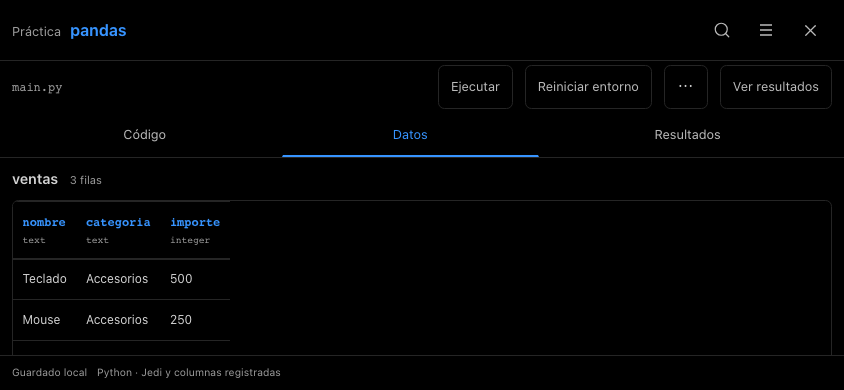 Práctica pandas
main.py
Ejecutar
Reiniciar entorno
···
Ver resultados
Código
Datos
Resultados
ventas 3 filas
nombre categoria importe
text text integer
Teclado Accesorios 500
Mouse Accesorios 250
Guardado local Python · Jedi y columnas registradas